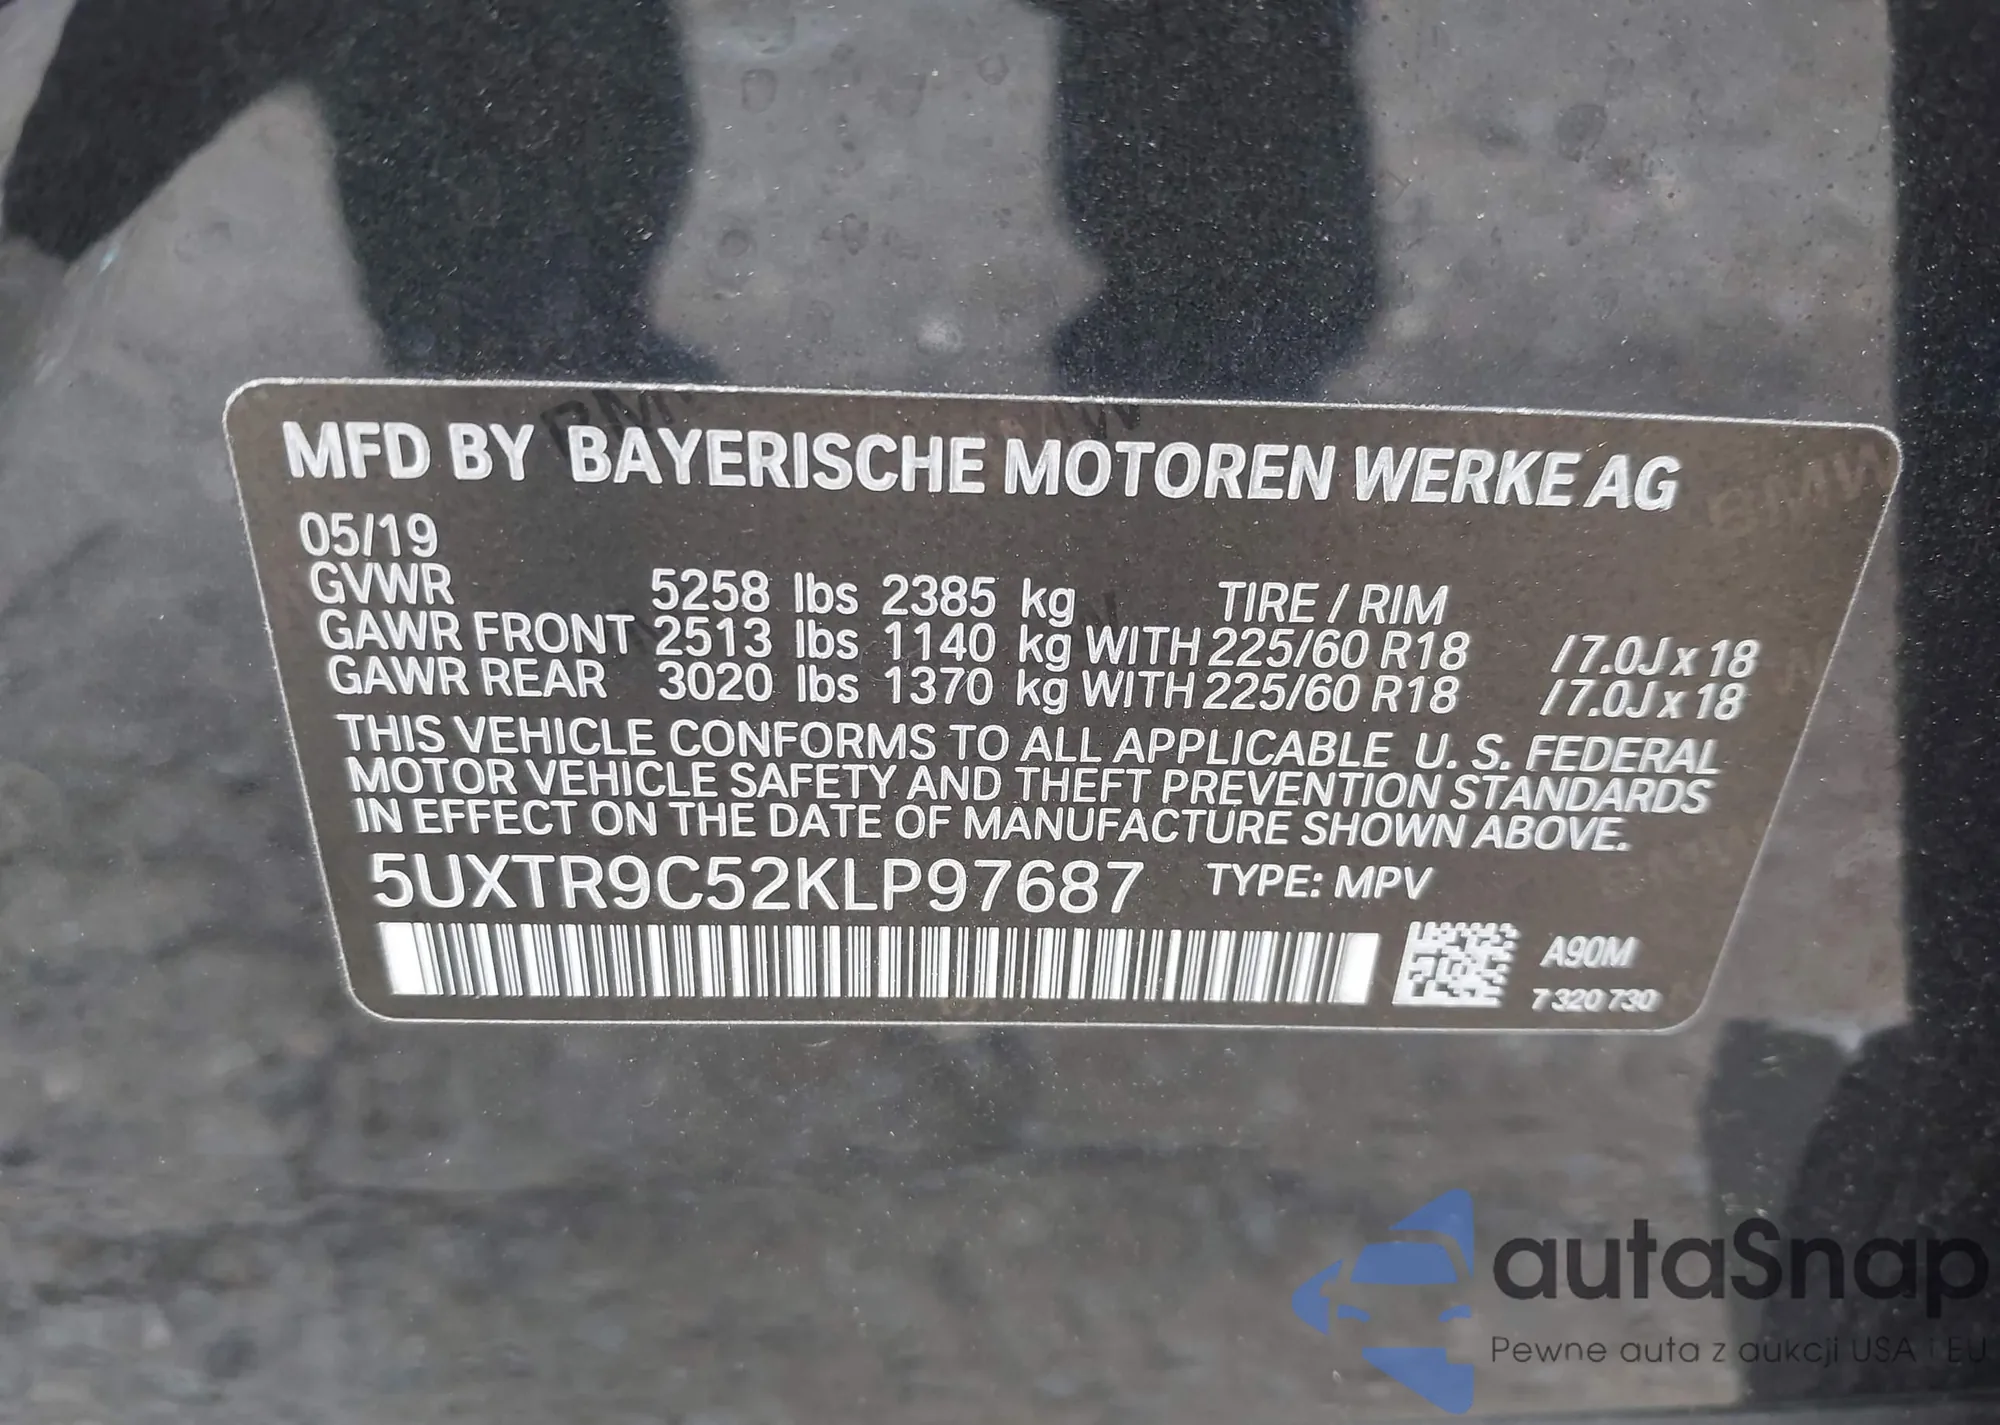 MFD BY BAYERISCHE MOTOREN WERKE AG
05/19
GVWR 5258 lbs 2385 kg TIRE / RIM
GAWR FRONT 2513 lbs 1140 kg WITH 225/60 R18 /7.0J x 18
GAWR REAR 3020 lbs 1370 kg WITH 225/60 R18 /7.0J x 18
THIS VEHICLE CONFORMS TO ALL APPLICABLE U. S. FEDERAL
MOTOR VEHICLE SAFETY AND THEFT PREVENTION STANDARDS
IN EFFECT ON THE DATE OF MANUFACTURE SHOWN ABOVE.
5UXTR9C52KLP97687 TYPE: MPV
A90M
7 320 730
autaSnap
Pewne auta z aukcji USA i EU